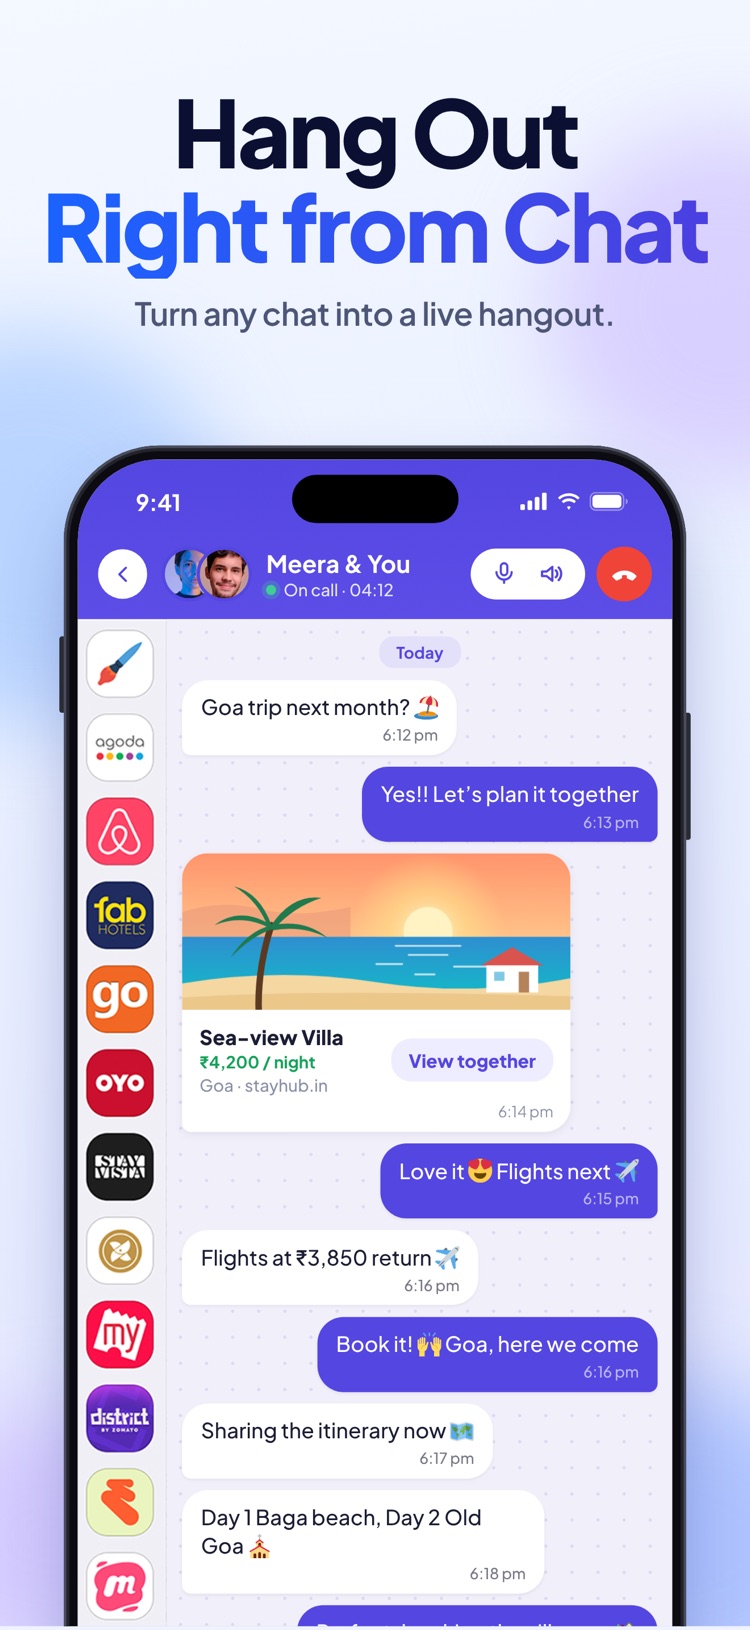 Hang Out
Right from Chat
Turn any chat into a live hangout.
9:41
Meera & You
On call · 04:12
Today
Goa trip next month? 🏖️
6:12 pm
agoda
Yes!! Let’s plan it together
6:13 pm
fab
HOTELS
go
Sea-view Villa
₹4,200 / night
View together
Goa · stayhub.in
OYO
6:14 pm
STAY
VISTA
Love it 😍 Flights next ✈️
6:15 pm
Flights at ₹3,850 return ✈️
6:16 pm
my
Book it! 🙌 Goa, here we come
6:16 pm
district
BY ZOMATO
Sharing the itinerary now 🗺️
6:17 pm
Day 1 Baga beach, Day 2 Old
Goa ⛪
6:18 pm
m